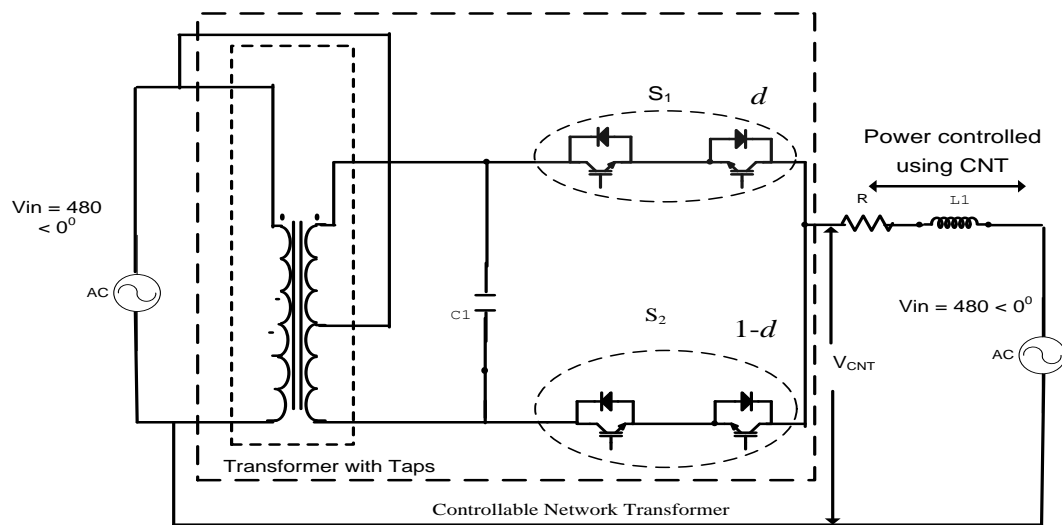 S₁
d
Power controlled
using CNT
R
L1
Vin = 480
< 0⁰
AC
C1
S₂
1-d
Vin = 480 < 0⁰
AC
VCNT
Transformer with Taps
Controllable Network Transformer